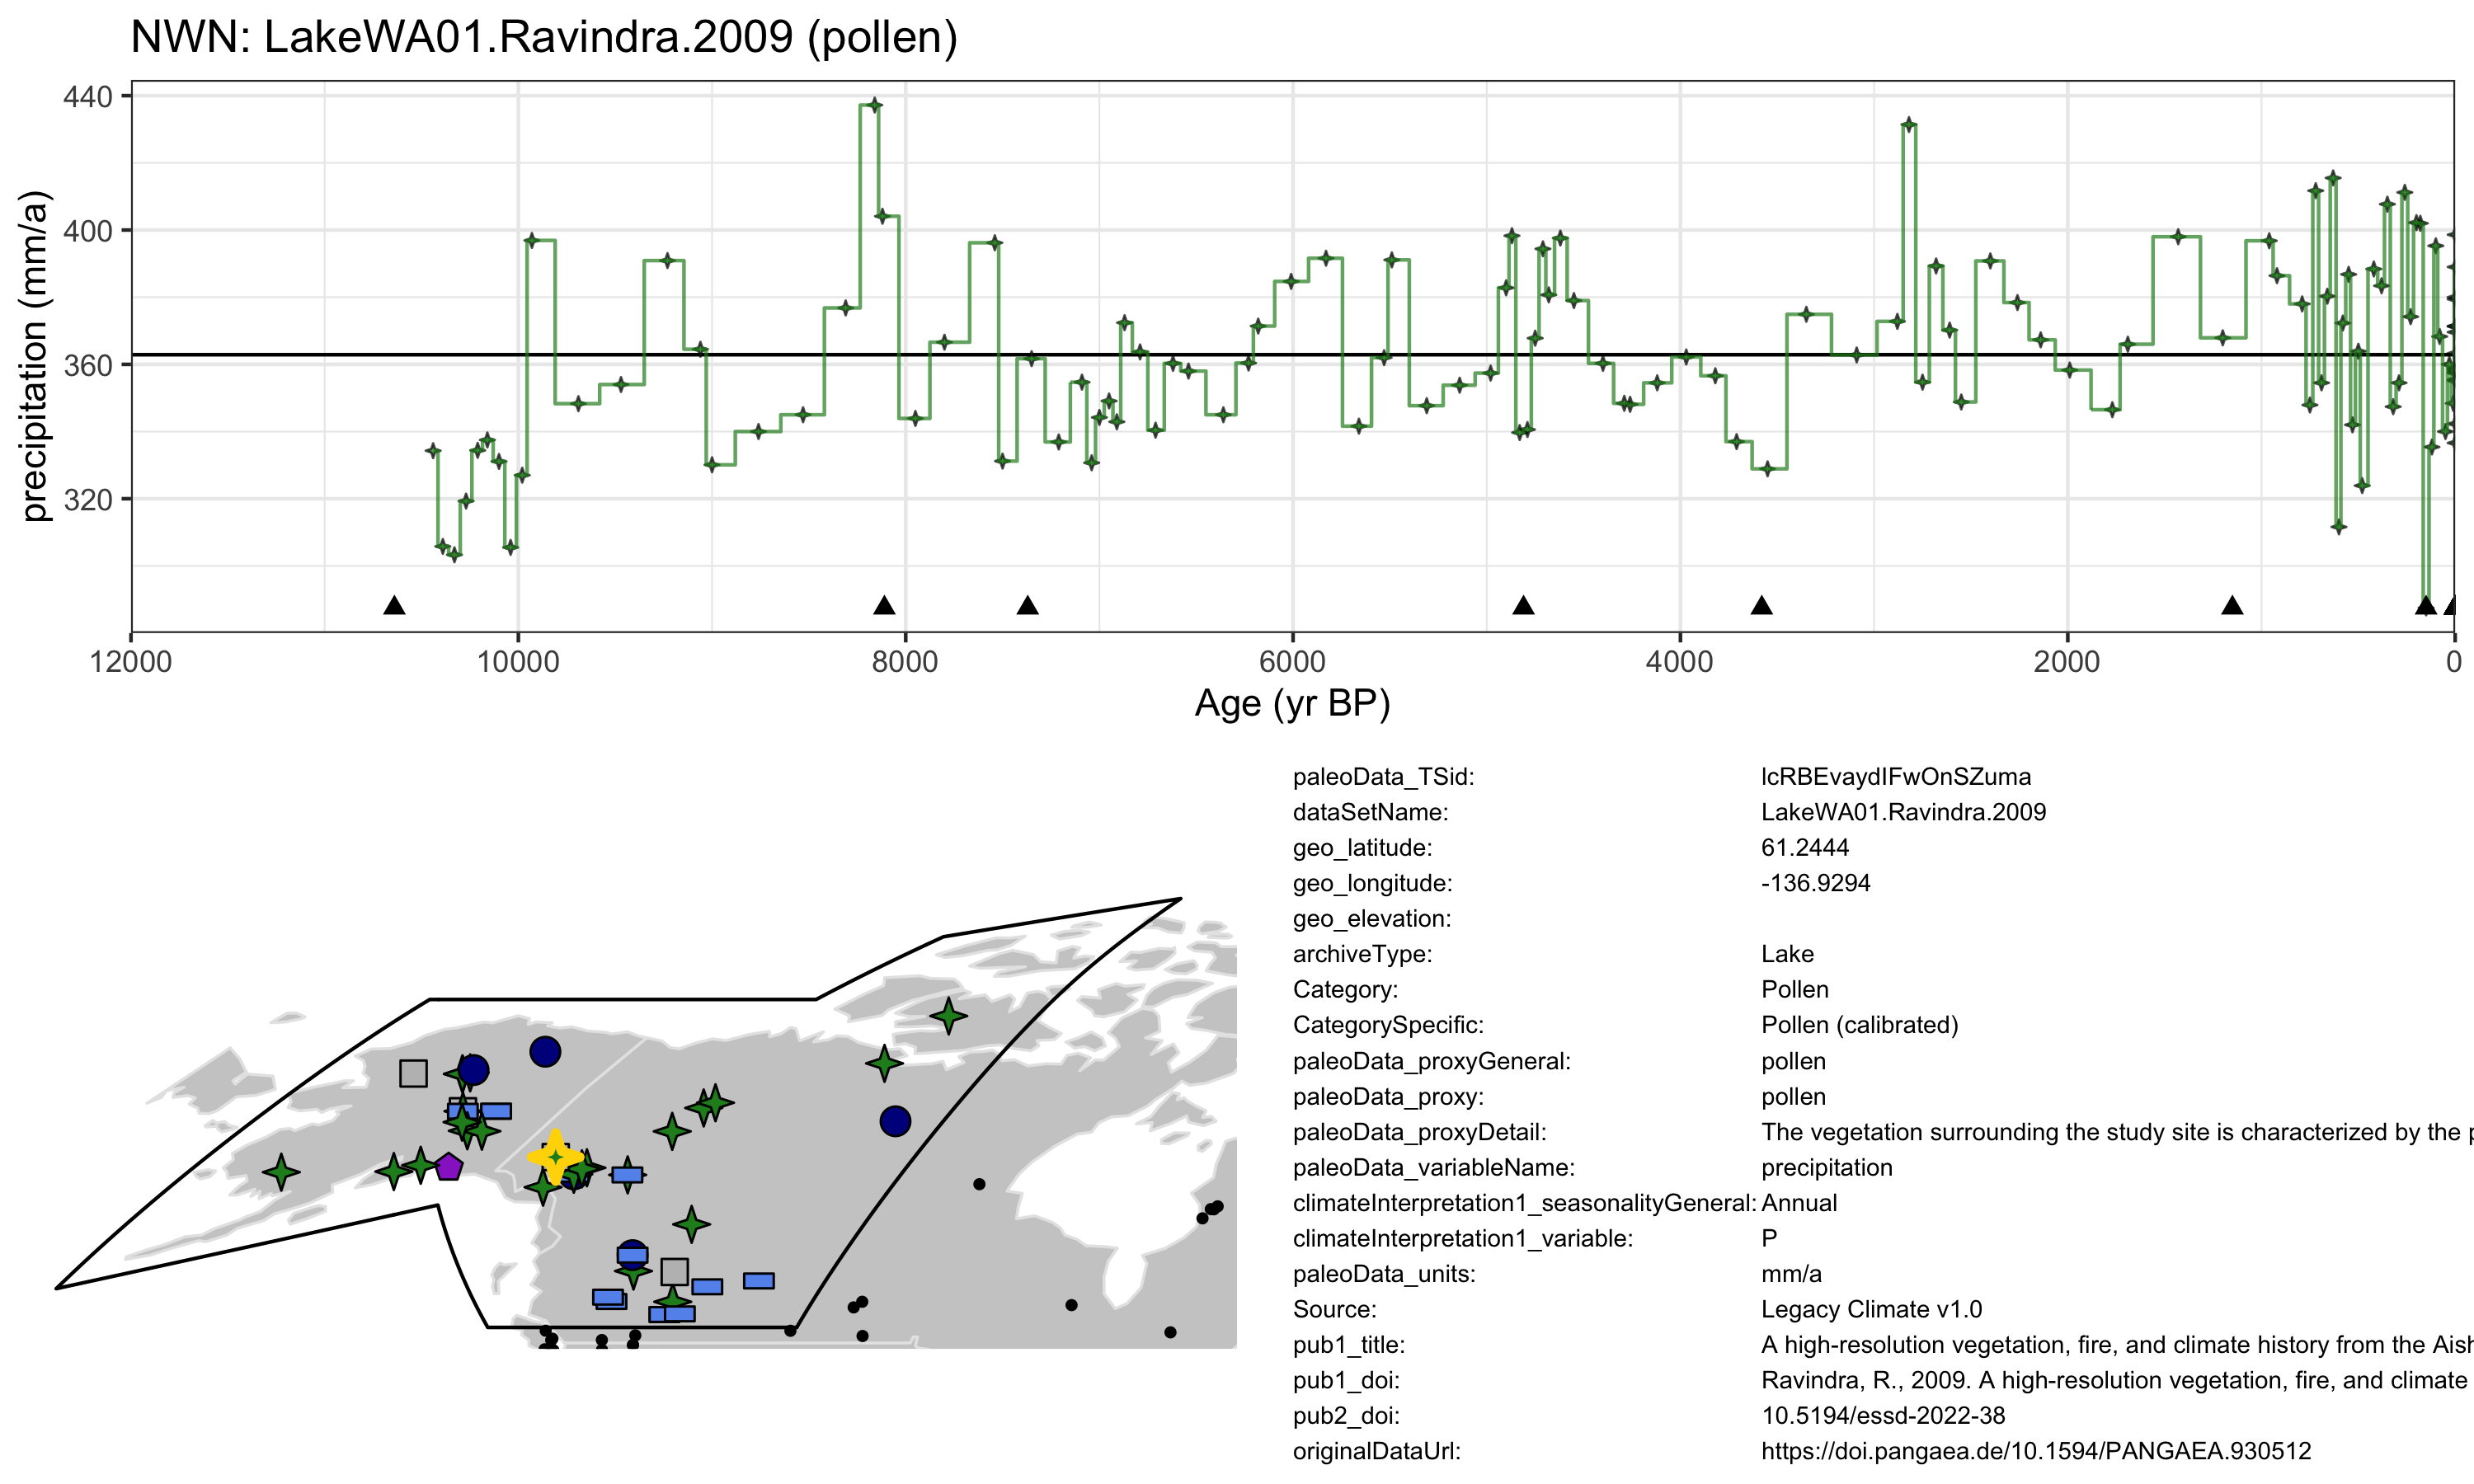 NWN: LakeWA01.Ravindra.2009 (pollen)
440
400
360
320
precipitation (mm/a)
12000 10000 8000 6000 4000 2000 0
Age (yr BP)
paleoData_TSid: lcRBEvaydIFwOnSZuma
dataSetName: LakeWA01.Ravindra.2009
geo_latitude: 61.2444
geo_longitude: -136.9294
geo_elevation:
archiveType: Lake
Category: Pollen
CategorySpecific: Pollen (calibrated)
paleoData_proxyGeneral: pollen
paleoData_proxy: pollen
paleoData_proxyDetail: The vegetation surrounding the study site is characterized by the p
paleoData_variableName: precipitation
climateInterpretation1_seasonalityGeneral: Annual
climateInterpretation1_variable: P
paleoData_units: mm/a
Source: Legacy Climate v1.0
pub1_title: A high-resolution vegetation, fire, and climate history from the Aish
pub1_doi: Ravindra, R., 2009. A high-resolution vegetation, fire, and climate
pub2_doi: 10.5194/essd-2022-38
originalDataUrl: https://doi.pangaea.de/10.1594/PANGAEA.930512